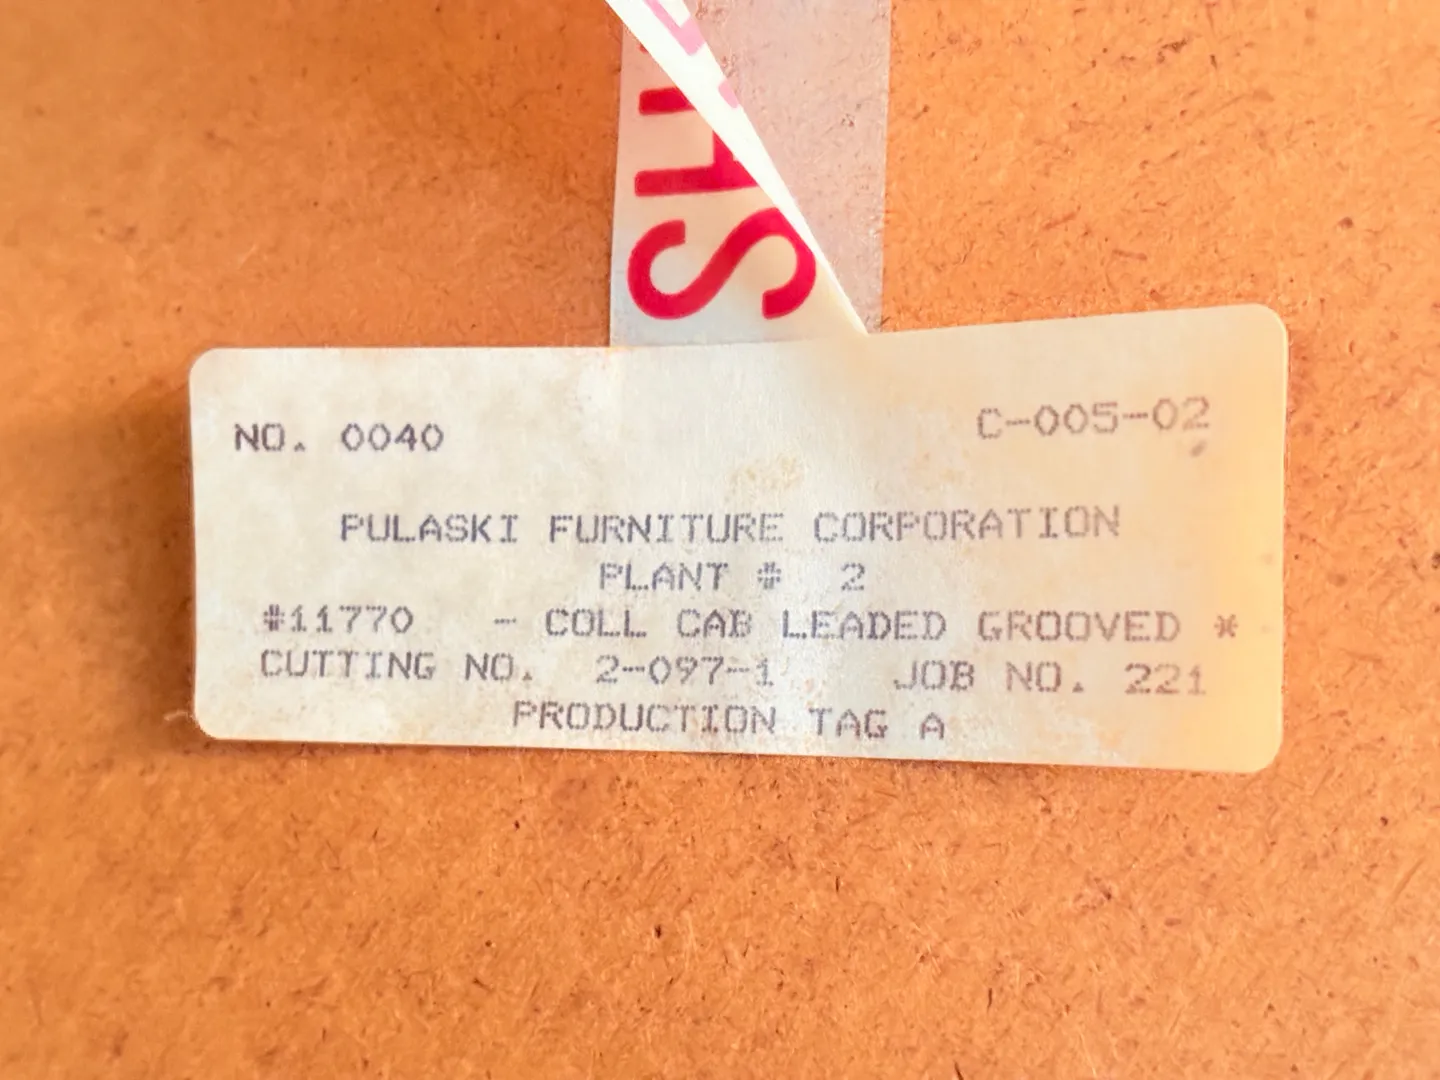 SH
NO. 0040 C-005-02
PULASKI FURNITURE CORPORATION
PLANT # 2
#11770 - COLL CAB LEADED GROOVED *
CUTTING NO. 2-097-1 JOB NO. 221
PRODUCTION TAG A